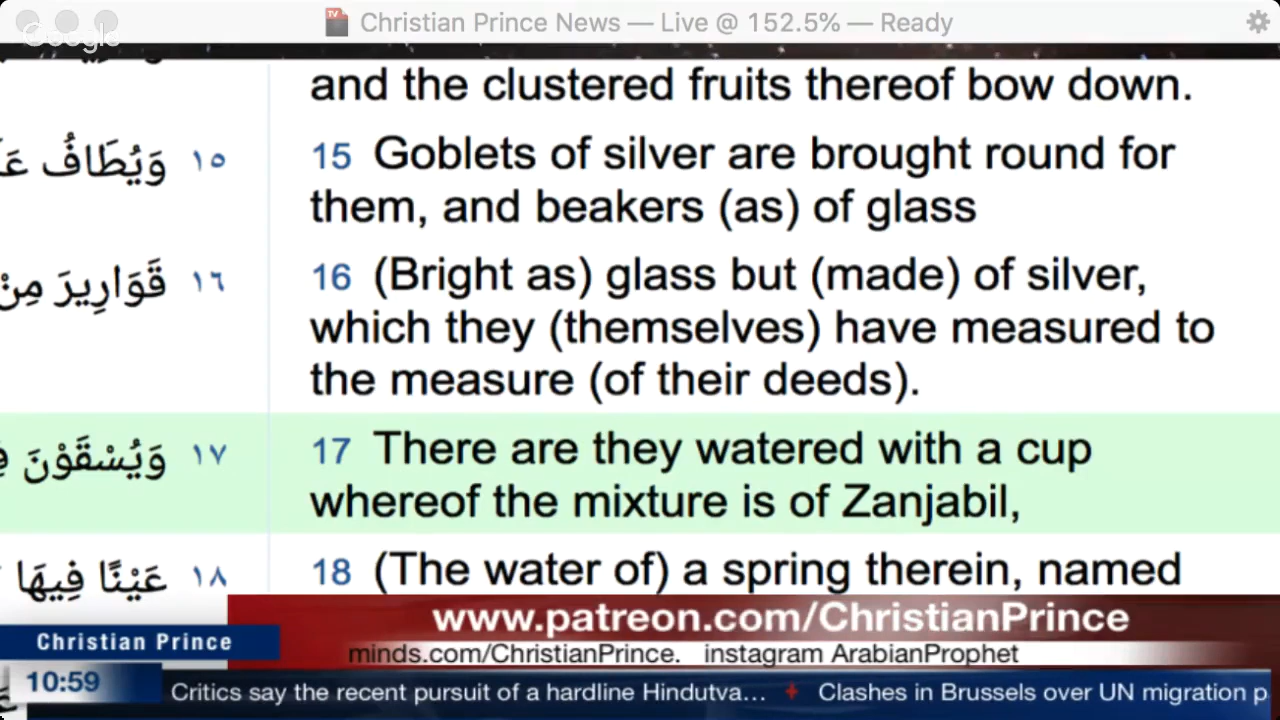 Christian Prince News — Live @ 152.5% — Ready
Google
and the clustered fruits thereof bow down.
١٥ وَيُطَافُ
15 Goblets of silver are brought round for
them, and beakers (as) of glass
١٦ قَوَارِيرَ مِنْ
16 (Bright as) glass but (made) of silver,
which they (themselves) have measured to
the measure (of their deeds).
١٧ وَيُسْقَوْنَ
17 There are they watered with a cup
whereof the mixture is of Zanjabil,
١٨ عَيْنًا فِيهَا
18 (The water of) a spring therein, named
www.patreon.com/ChristianPrince
Christian Prince
minds.com/ChristianPrince. instagram ArabianProphet
10:59
Critics say the recent pursuit of a hardline Hindutva... + Clashes in Brussels over UN migration p